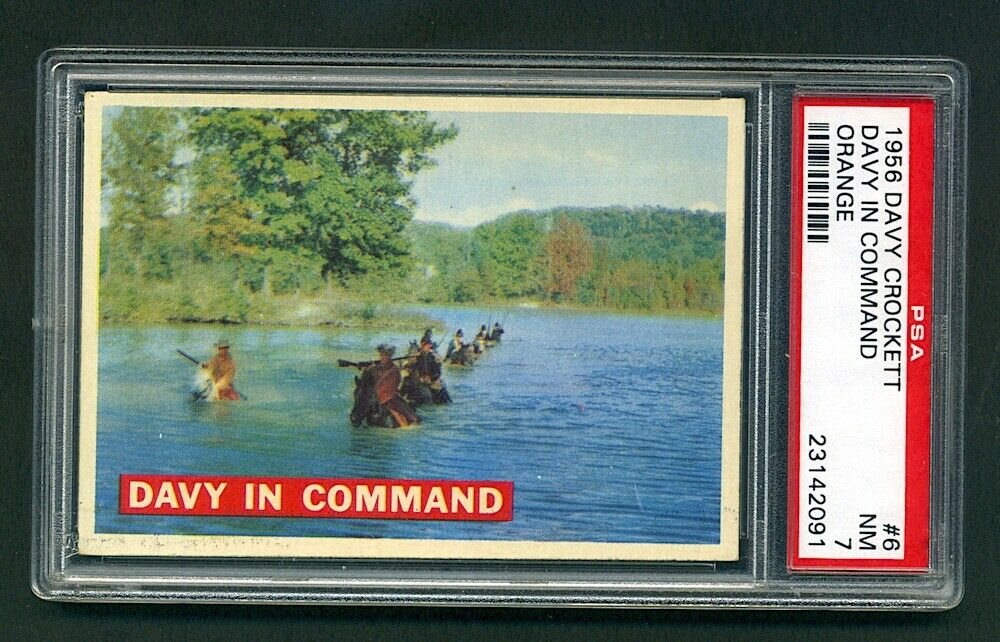 DAVY IN COMMAND
PSA
1956 DAVY CROCKETT #6
DAVY IN COMMAND NM
ORANGE 7
23142091